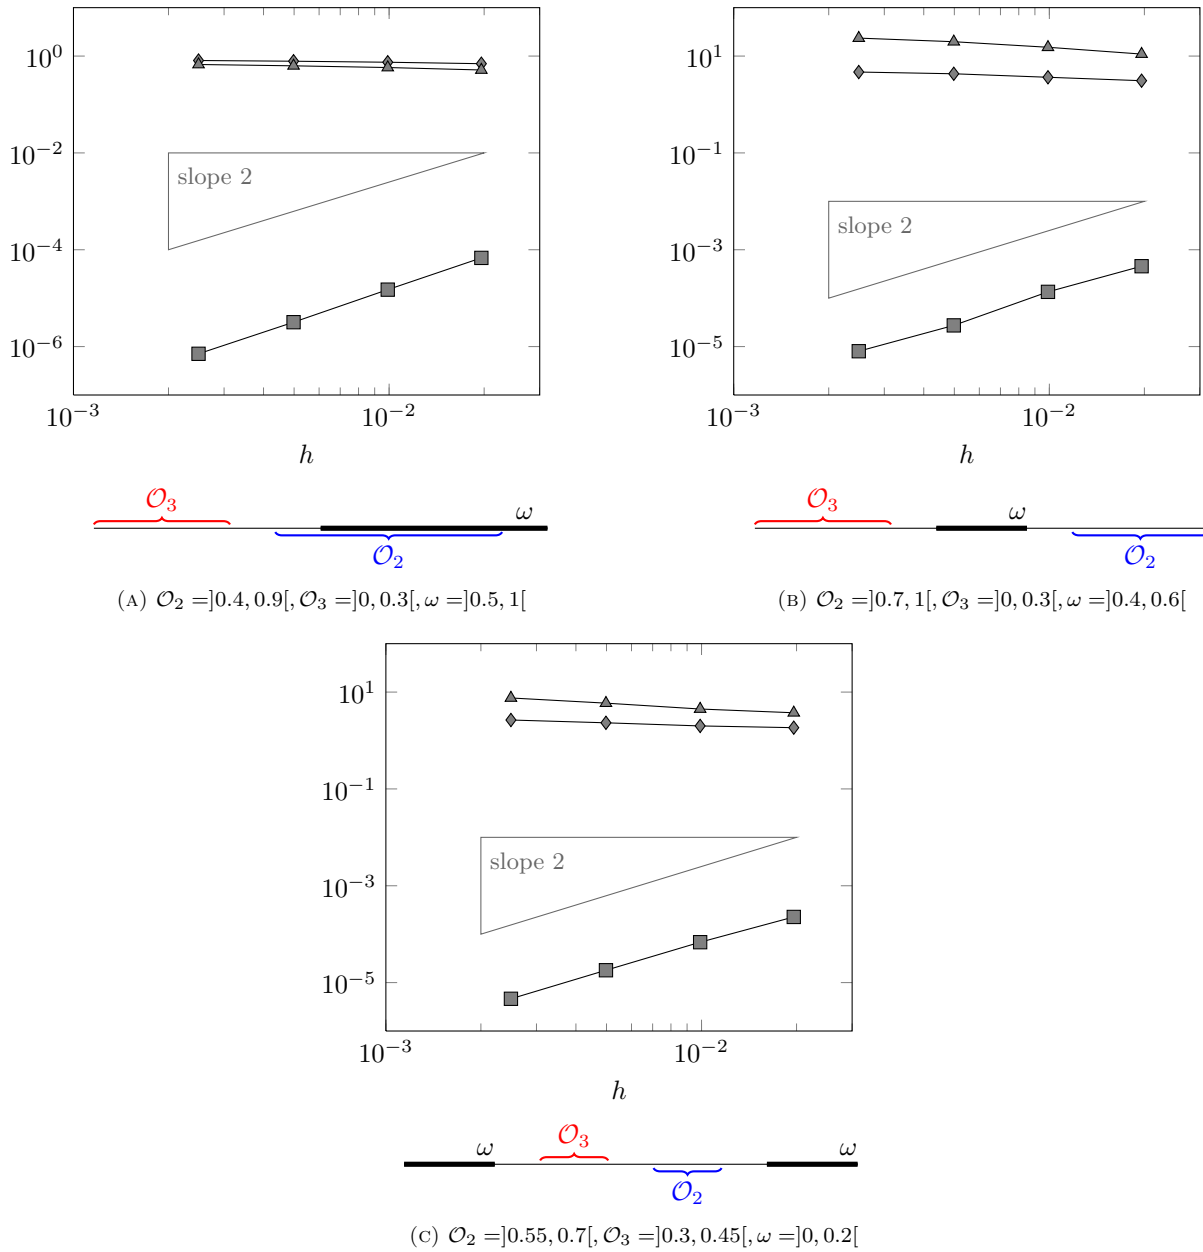 10^0
10^-2
10^-4
10^-6
slope 2
10^-3
10^-2
h
O_3
ω
O_2
(A) O_2 =]0.4, 0.9[, O_3 =]0, 0.3[, ω =]0.5, 1[
10^1
10^-1
10^-3
10^-5
slope 2
10^-3
10^-2
h
O_3
ω
O_2
(B) O_2 =]0.7, 1[, O_3 =]0, 0.3[, ω =]0.4, 0.6[
10^1
10^-1
10^-3
10^-5
slope 2
10^-3
10^-2
h
ω
O_3
ω
O_2
(C) O_2 =]0.55, 0.7[, O_3 =]0.3, 0.45[, ω =]0, 0.2[